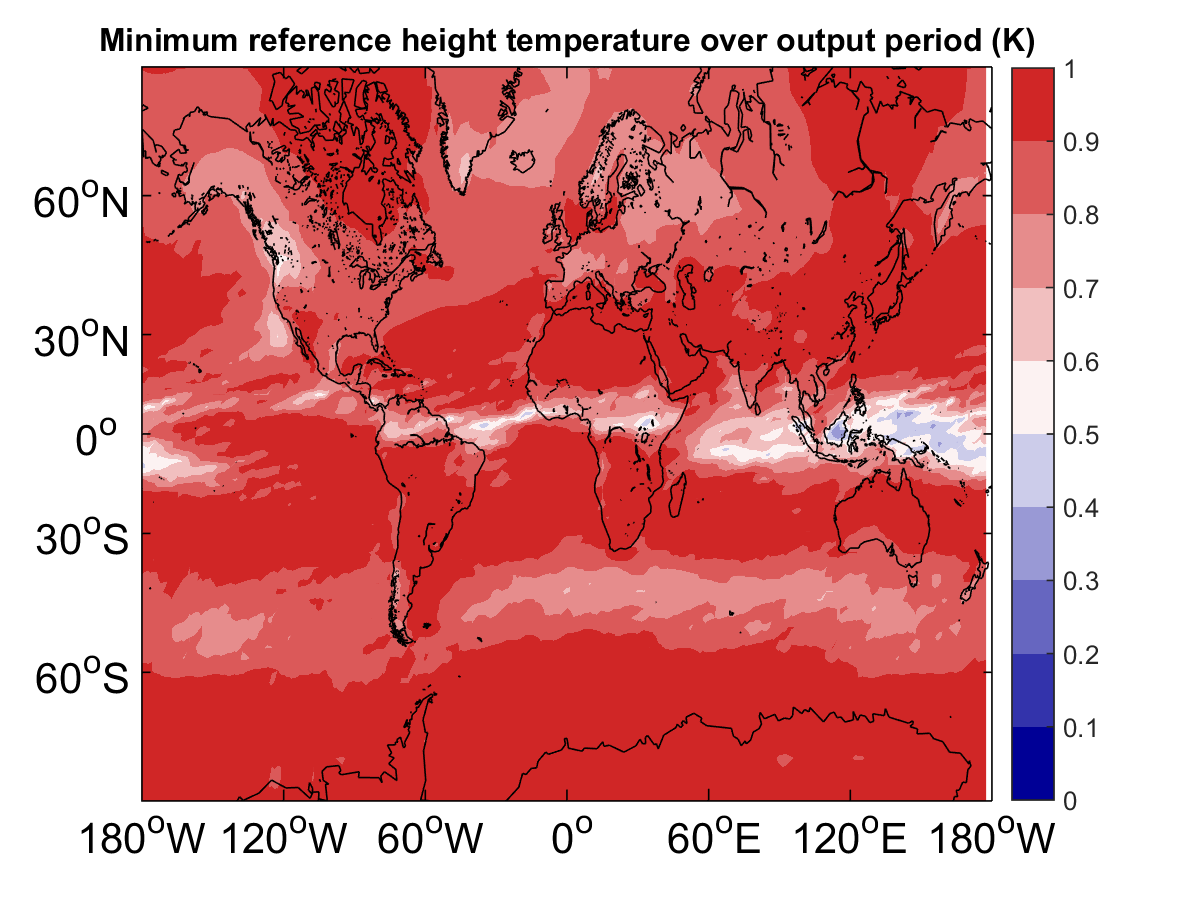 Minimum reference height temperature over output period (K)
1
0.9
0.8
0.7
0.6
0.5
0.4
0.3
0.2
0.1
0
60°N
30°N
0°
30°S
60°S
180°W 120°W 60°W 0° 60°E 120°E 180°W